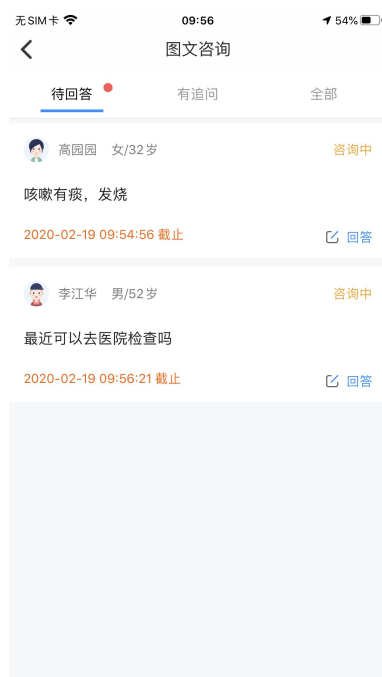 无SIM卡 09:56 54%
图文咨询
待回答 有追问 全部
高园园 女/32岁 咨询中
咳嗽有痰，发烧
2020-02-19 09:54:56 截止 回答
李江华 男/52岁 咨询中
最近可以去医院检查吗
2020-02-19 09:56:21 截止 回答